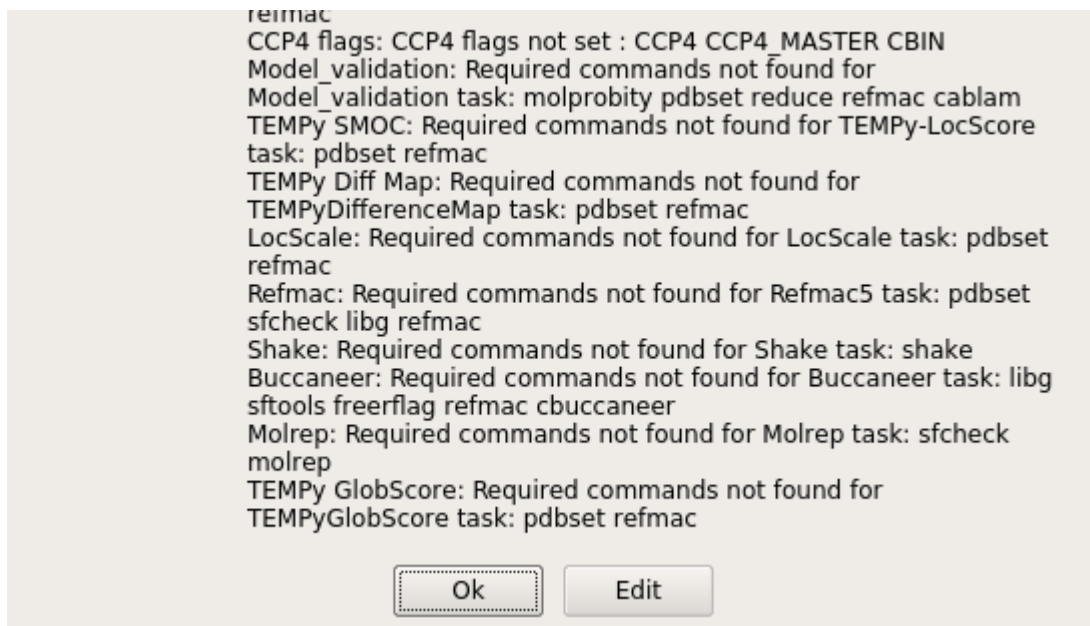 refmac
CCP4 flags: CCP4 flags not set : CCP4 CCP4_MASTER CBIN
Model_validation: Required commands not found for
Model_validation task: molprobity pdbset reduce refmac cablam
TEMPy SMOC: Required commands not found for TEMPy-LocScore
task: pdbset refmac
TEMPy Diff Map: Required commands not found for
TEMPyDifferenceMap task: pdbset refmac
LocScale: Required commands not found for LocScale task: pdbset
refmac
Refmac: Required commands not found for Refmac5 task: pdbset
sfcheck libg refmac
Shake: Required commands not found for Shake task: shake
Buccaneer: Required commands not found for Buccaneer task: libg
sftools freerflag refmac cbuccaneer
Molrep: Required commands not found for Molrep task: sfcheck
molrep
TEMPy GlobScore: Required commands not found for
TEMPyGlobScore task: pdbset refmac
Ok
Edit